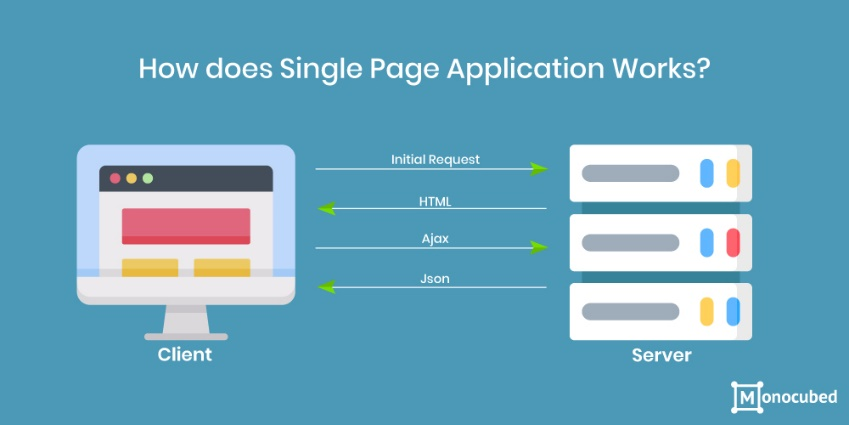 How does Single Page Application Works?
Initial Request
HTML
Ajax
Json
Client
Server
Monocubed